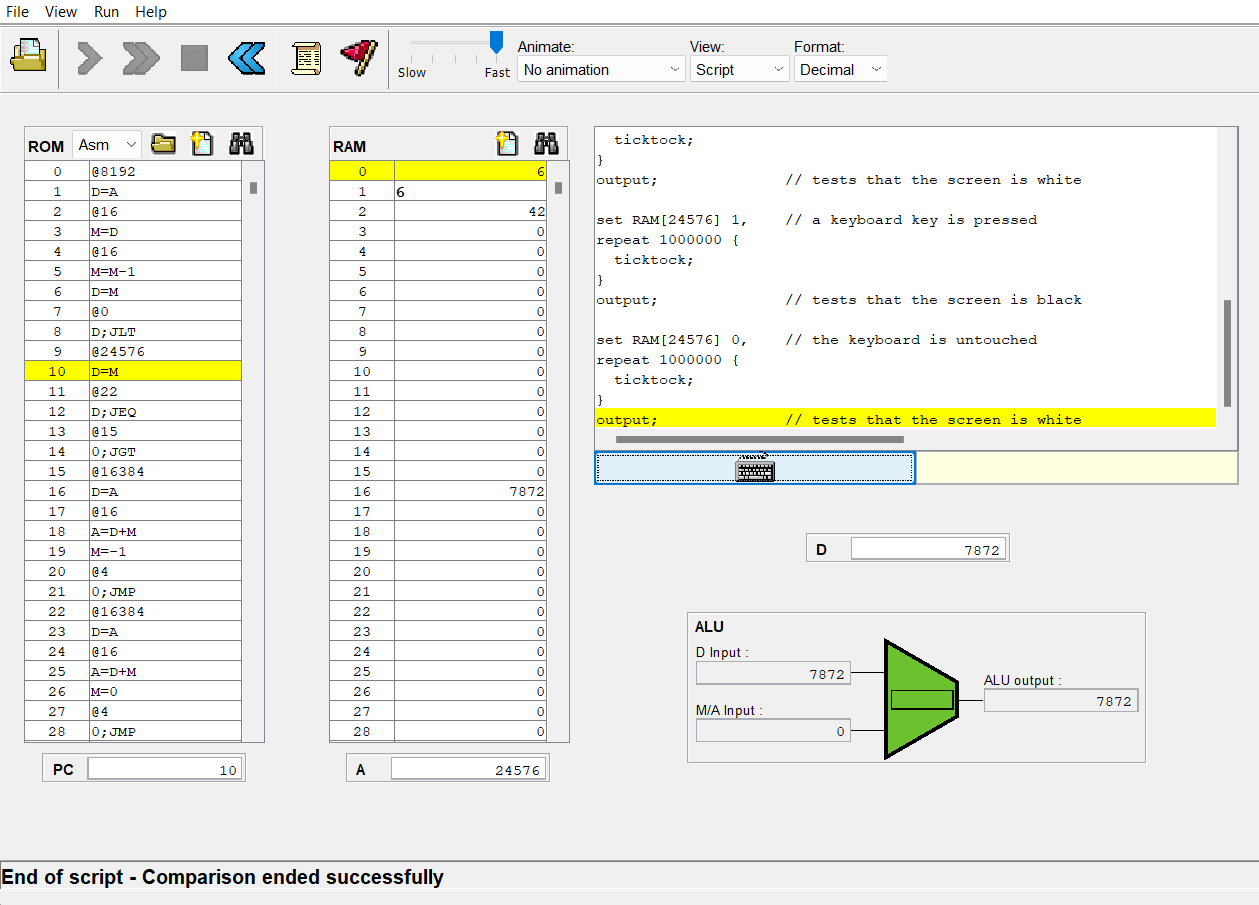 File View Run Help
Animate: View: Format:
Slow Fast No animation Script Decimal
ROM Asm
0 @8192
1 D=A
2 @16
3 M=D
4 @16
5 M=M-1
6 D=M
7 @0
8 D;JLT
9 @24576
10 D=M
11 @22
12 D;JEQ
13 @15
14 0;JGT
15 @16384
16 D=A
17 @16
18 A=D+M
19 M=-1
20 @4
21 0;JMP
22 @16384
23 D=A
24 @16
25 A=D+M
26 M=0
27 @4
28 0;JMP
PC 10
RAM
0 6
1 6
2 42
3 0
4 0
5 0
6 0
7 0
8 0
9 0
10 0
11 0
12 0
13 0
14 0
15 0
16 7872
17 0
18 0
19 0
20 0
21 0
22 0
23 0
24 0
25 0
26 0
27 0
28 0
A 24576
ticktock;
}
output; // tests that the screen is white
set RAM[24576] 1, // a keyboard key is pressed
repeat 1000000 {
ticktock;
}
output; // tests that the screen is black
set RAM[24576] 0, // the keyboard is untouched
repeat 1000000 {
ticktock;
}
output; // tests that the screen is white
D 7872
ALU
D Input :
7872
M/A Input :
0
ALU output :
7872
End of script - Comparison ended successfully